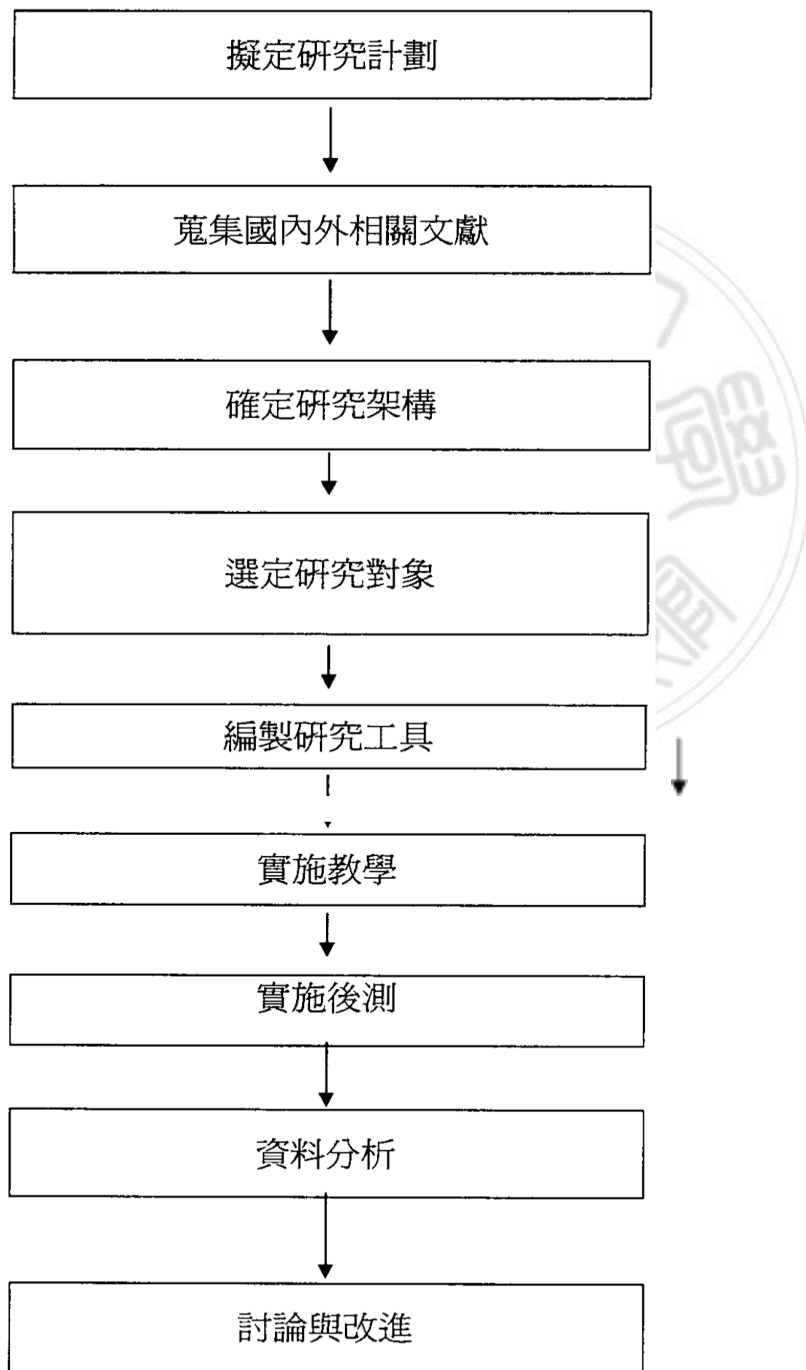 擬定研究計劃
蒐集國內外相關文獻
確定研究架構
選定研究對象
編製研究工具
實施教學
實施後測
資料分析
討論與改進